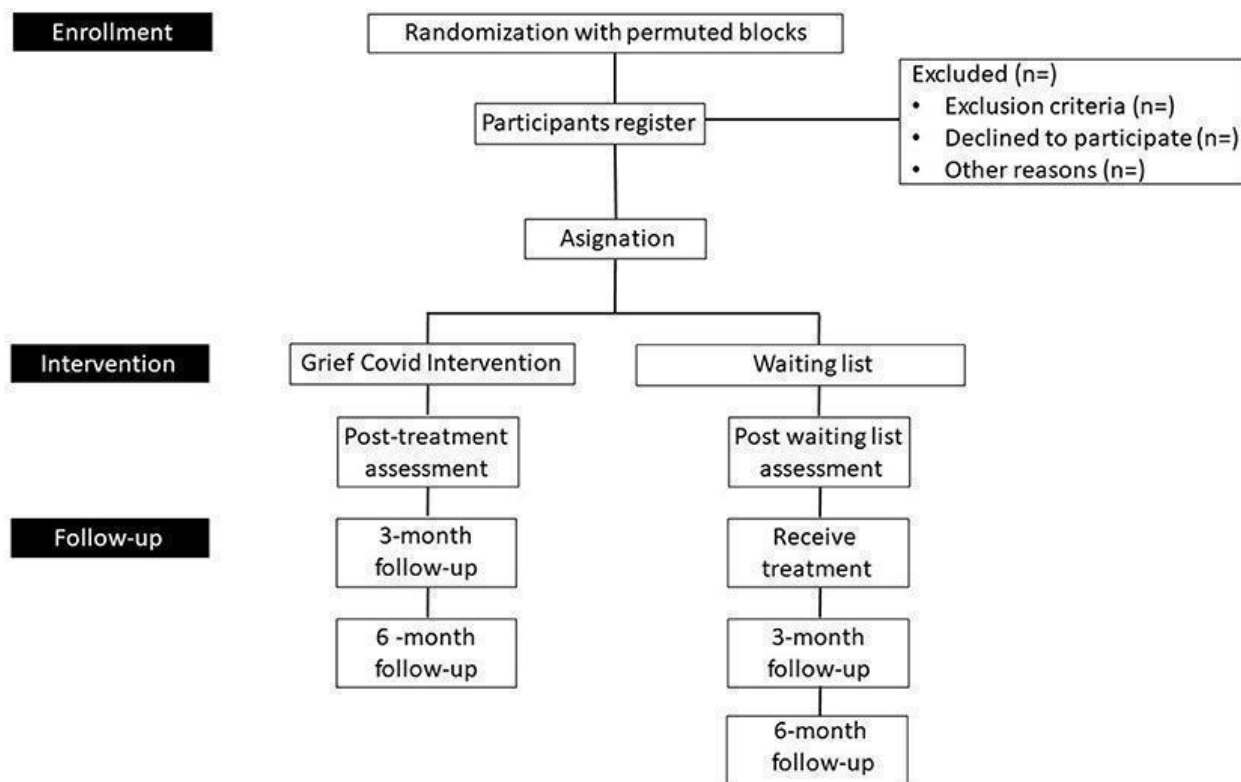 Enrollment
Randomization with permuted blocks
Excluded (n=)
• Exclusion criteria (n=)
• Declined to participate (n=)
• Other reasons (n=)
Participants register
Asignation
Intervention
Grief Covid Intervention
Waiting list
Post-treatment
assessment
Post waiting list
assessment
Follow-up
3-month
follow-up
Receive
treatment
6 -month
follow-up
3-month
follow-up
6-month
follow-up